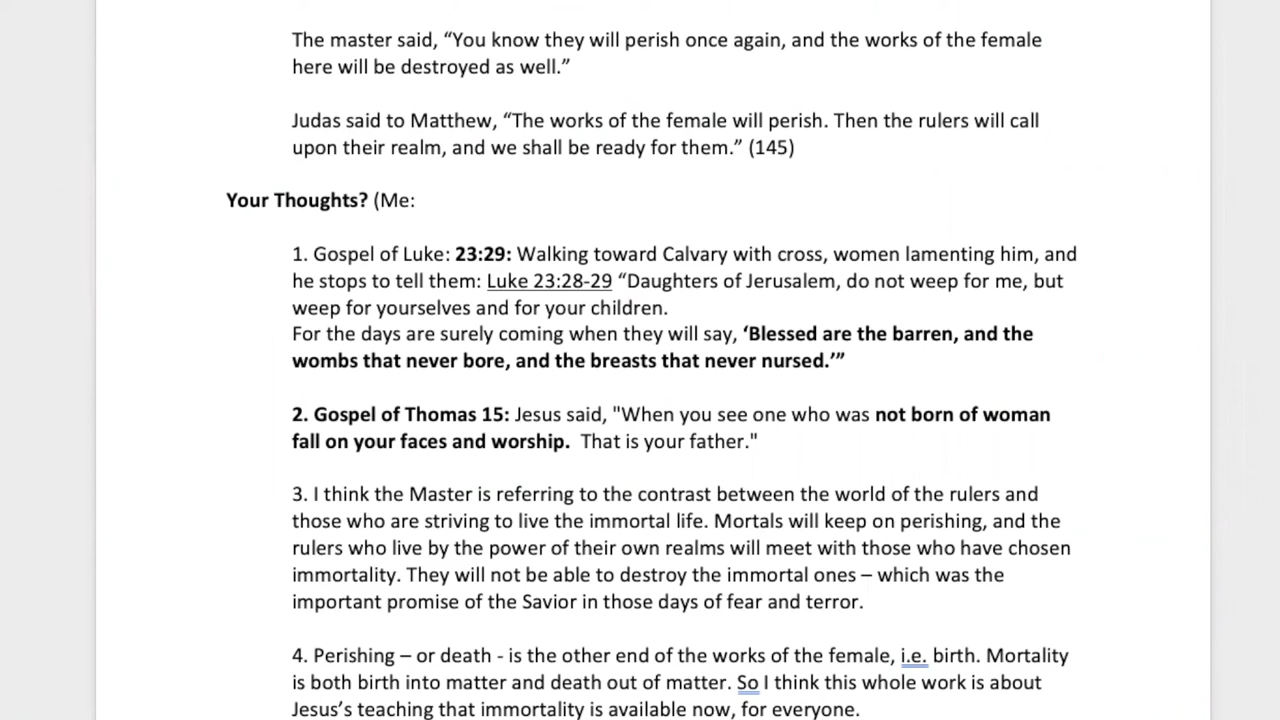 The master said, “You know they will perish once again, and the works of the female
here will be destroyed as well.”
Judas said to Matthew, “The works of the female will perish. Then the rulers will call
upon their realm, and we shall be ready for them.” (145)
Your Thoughts? (Me:
1. Gospel of Luke: 23:29: Walking toward Calvary with cross, women lamenting him, and
he stops to tell them: Luke 23:28-29 “Daughters of Jerusalem, do not weep for me, but
weep for yourselves and for your children.
For the days are surely coming when they will say, ‘Blessed are the barren, and the
wombs that never bore, and the breasts that never nursed.’”
2. Gospel of Thomas 15: Jesus said, "When you see one who was not born of woman
fall on your faces and worship.  That is your father."
3. I think the Master is referring to the contrast between the world of the rulers and
those who are striving to live the immortal life. Mortals will keep on perishing, and the
rulers who live by the power of their own realms will meet with those who have chosen
immortality. They will not be able to destroy the immortal ones – which was the
important promise of the Savior in those days of fear and terror.
4. Perishing – or death - is the other end of the works of the female, i.e. birth. Mortality
is both birth into matter and death out of matter. So I think this whole work is about
Jesus’s teaching that immortality is available now, for everyone.